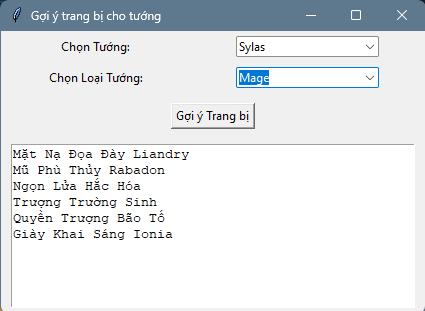 Gợi ý trang bị cho tướng
Chọn Tướng:
Sylas
Chọn Loại Tướng:
Mage
Gợi ý Trang bị
Mặt Nạ Đọa Đày Liandry
Mũ Phù Thủy Rabadon
Ngọn Lửa Hắc Hóa
Trượng Trường Sinh
Quyền Trượng Bão Tố
Giày Khai Sáng Ionia